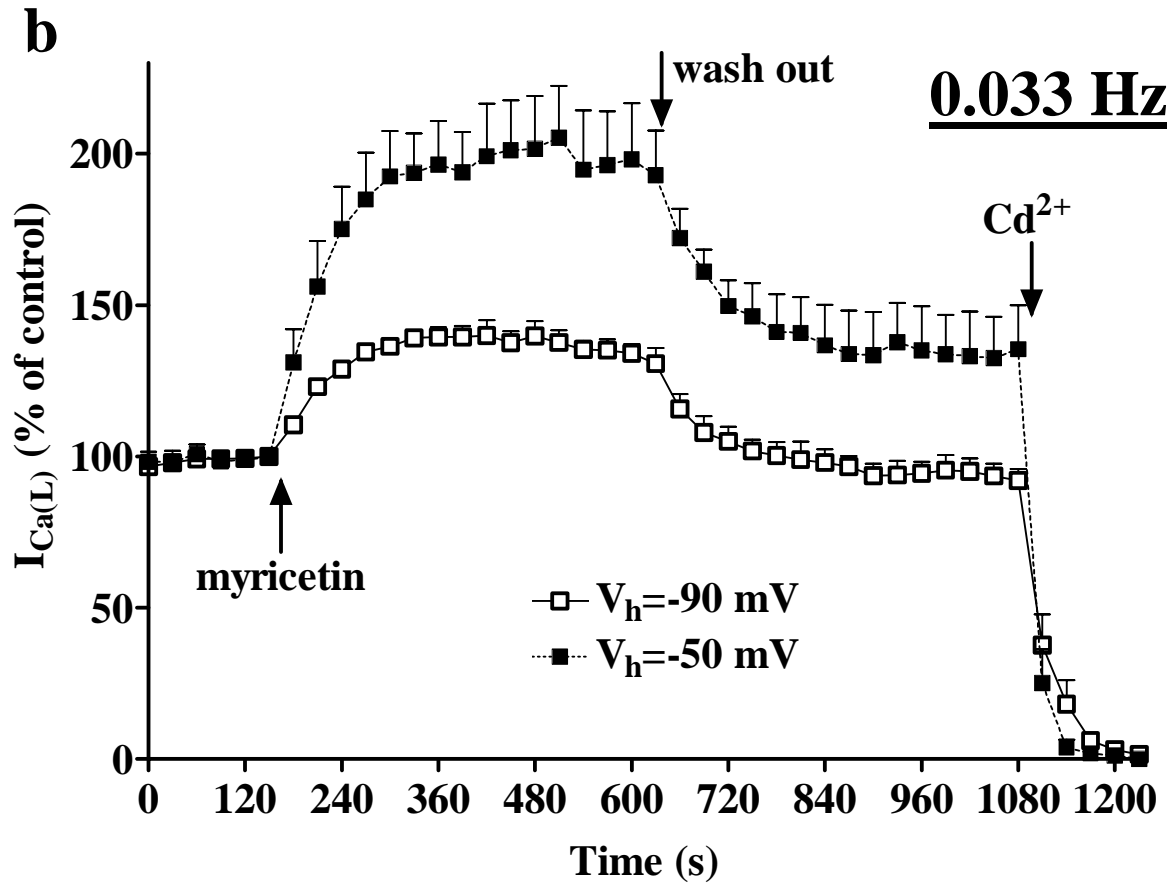 b
wash out
0.033 Hz
Cd2+
ICa(L) (% of control)
200
150
100
50
0
myricetin
Vh=-90 mV
Vh=-50 mV
0 120 240 360 480 600 720 840 960 1080 1200
Time (s)